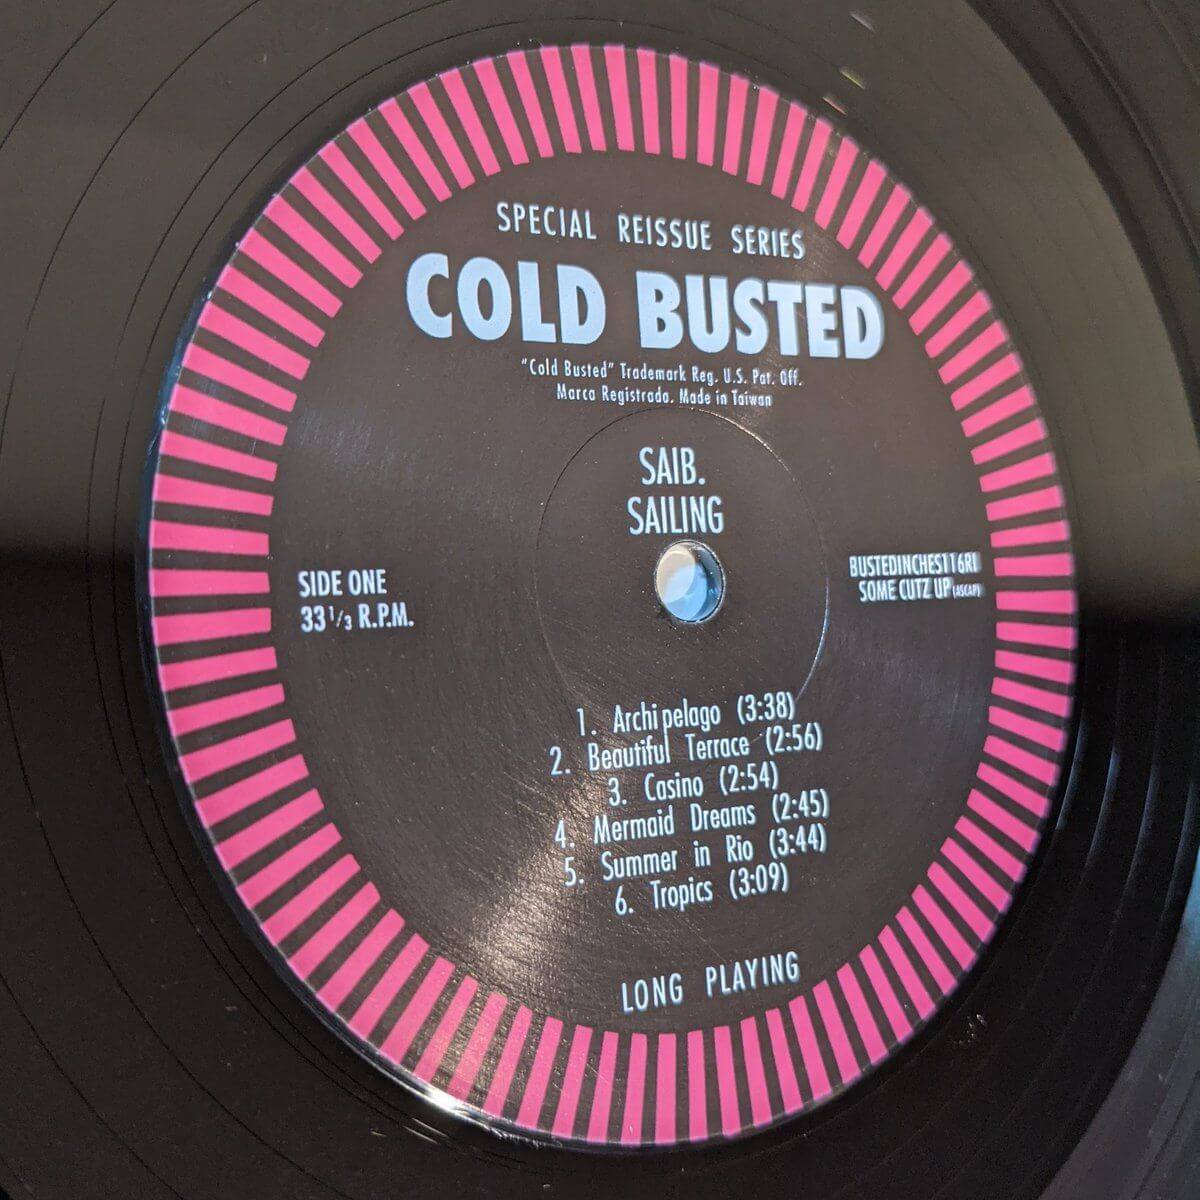 SPECIAL REISSUE SERIES
COLD BUSTED
"Cold Busted" Trademark Reg. U.S. Pat. Off.
Marca Registrada. Made in Taiwan
SAIB.
SAILING
SIDE ONE
33 1/3 R.P.M.
BUSTEDINCHES116RI
SOME CUTZ UP (ASCAP)
1. Archipelago (3:38)
2. Beautiful Terrace (2:56)
3. Casino (2:54)
4. Mermaid Dreams (2:45)
5. Summer in Rio (3:44)
6. Tropics (3:09)
LONG PLAYING